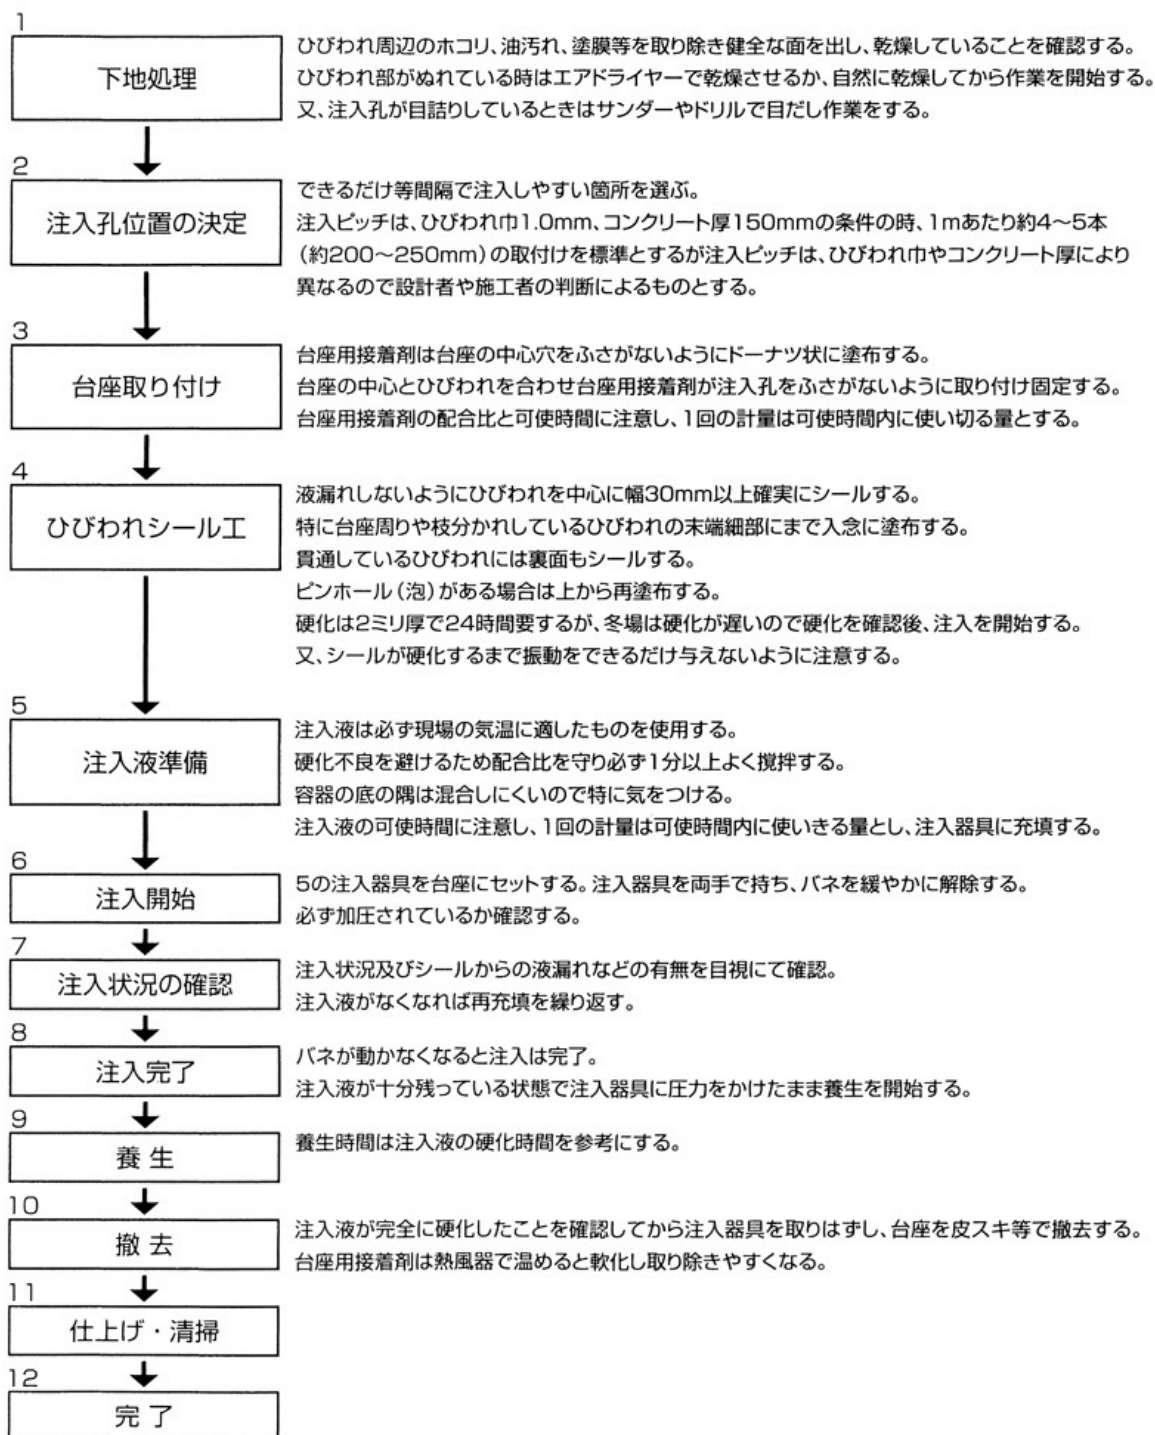 1
下地処理
ひびわれ周辺のホコリ、油汚れ、塗膜等を取り除き健全な面を出し、乾燥していることを確認する。
ひびわれ部がぬれている時はエアドライヤーで乾燥させるか、自然に乾燥してから作業を開始する。
又、注入孔が目詰りしているときはサンダーやドリルで目だし作業をする。
2
注入孔位置の決定
できるだけ等間隔で注入しやすい箇所を選ぶ。
注入ピッチは、ひびわれ巾1.0mm、コンクリート厚150mmの条件の時、1mあたり約4～5本
（約200～250mm）の取付けを標準とするが注入ピッチは、ひびわれ巾やコンクリート厚により
異なるので設計者や施工者の判断によるものとする。
3
台座取り付け
台座用接着剤は台座の中心穴をふさがないようにドーナツ状に塗布する。
台座の中心とひびわれを合わせ台座用接着剤が注入孔をふさがないように取り付け固定する。
台座用接着剤の配合比と可使時間に注意し、1回の計量は可使時間内に使い切る量とする。
4
ひびわれシール工
液漏れしないようにひびわれを中心に幅30mm以上確実にシールする。
特に台座周りや枝分かれしているひびわれの末端細部にまで入念に塗布する。
貫通しているひびわれには裏面もシールする。
ピンホール（泡）がある場合は上から再塗布する。
硬化は2ミリ厚で24時間要するが、冬場は硬化が遅いので硬化を確認後、注入を開始する。
又、シールが硬化するまで振動をできるだけ与えないように注意する。
5
注入液準備
注入液は必ず現場の気温に適したものを使用する。
硬化不良を避けるため配合比を守り必ず1分以上よく撹拌する。
容器の底の隅は混合しにくいので特に気をつける。
注入液の可使時間に注意し、1回の計量は可使時間内に使いきる量とし、注入器具に充填する。
6
注入開始
5の注入器具を台座にセットする。注入器具を両手で持ち、バネを緩やかに解除する。
必ず加圧されているか確認する。
7
注入状況の確認
注入状況及びシールからの液漏れなどの有無を目視にて確認。
注入液がなくなれば再充填を繰り返す。
8
注入完了
バネが動かなくなると注入は完了。
注入液が十分残っている状態で注入器具に圧力をかけたまま養生を開始する。
9
養 生
養生時間は注入液の硬化時間を参考にする。
10
撤 去
注入液が完全に硬化したことを確認してから注入器具を取りはずし、台座を皮スキ等で撤去する。
台座用接着剤は熱風器で温めると軟化し取り除きやすくなる。
11
仕上げ・清掃
12
完 了